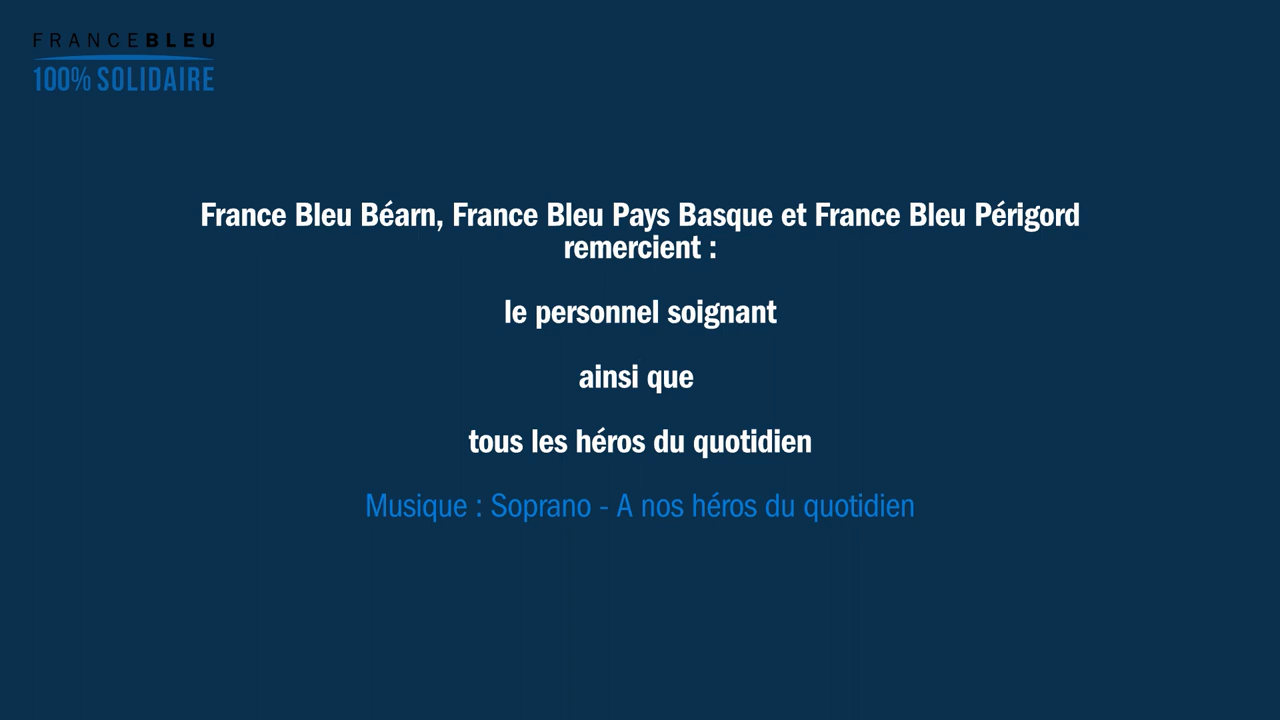 FRANCEBLEU
100% SOLIDAIRE
France Bleu Béarn, France Bleu Pays Basque et France Bleu Périgord
remercient :
le personnel soignant
ainsi que
tous les héros du quotidien
Musique : Soprano - A nos héros du quotidien